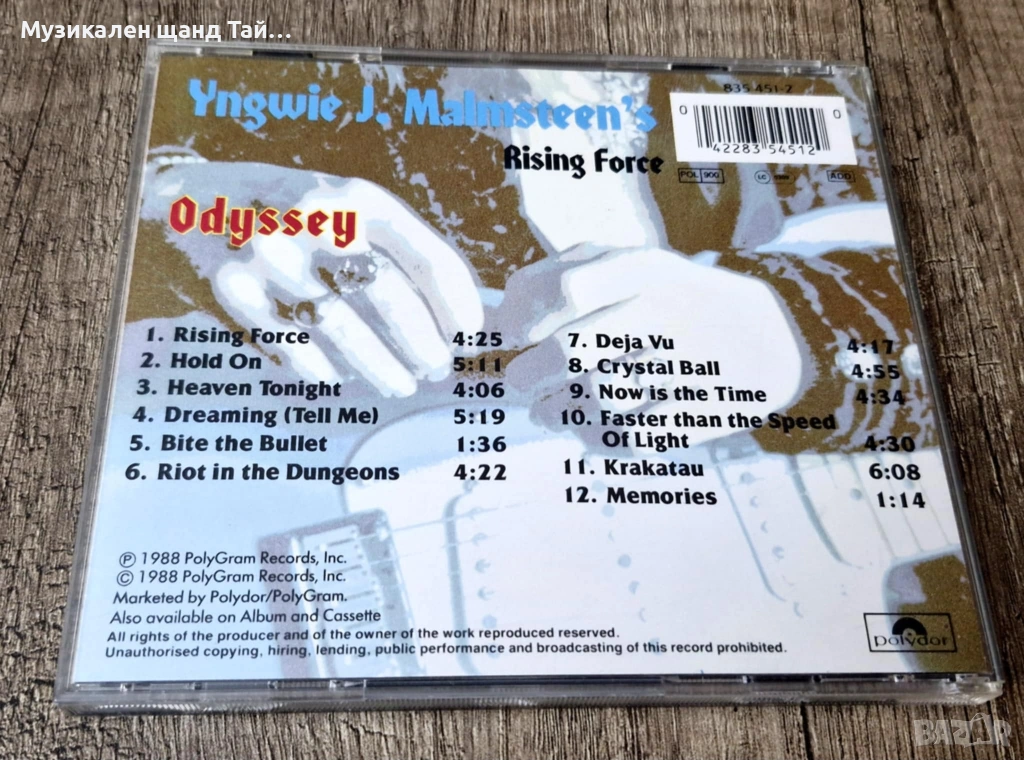 Музикален щанд Тай...
Yngwie J. Malmsteen's
Rising Force
835 451-2
0 42283 54512 0
POL 900
LC
ADD
Odyssey
1. Rising Force 4:25
2. Hold On 5:11
3. Heaven Tonight 4:06
4. Dreaming (Tell Me) 5:19
5. Bite the Bullet 1:36
6. Riot in the Dungeons 4:22
7. Deja Vu 4:17
8. Crystal Ball 4:55
9. Now is the Time 4:34
10. Faster than the Speed
Of Light 4:30
11. Krakatau 6:08
12. Memories 1:14
℗ 1988 PolyGram Records, Inc.
© 1988 PolyGram Records, Inc.
Marketed by Polydor/PolyGram.
Also available on Album and Cassette
All rights of the producer and of the owner of the work reproduced reserved.
Unauthorised copying, hiring, lending, public performance and broadcasting of this record prohibited.
polydor
BAZAR